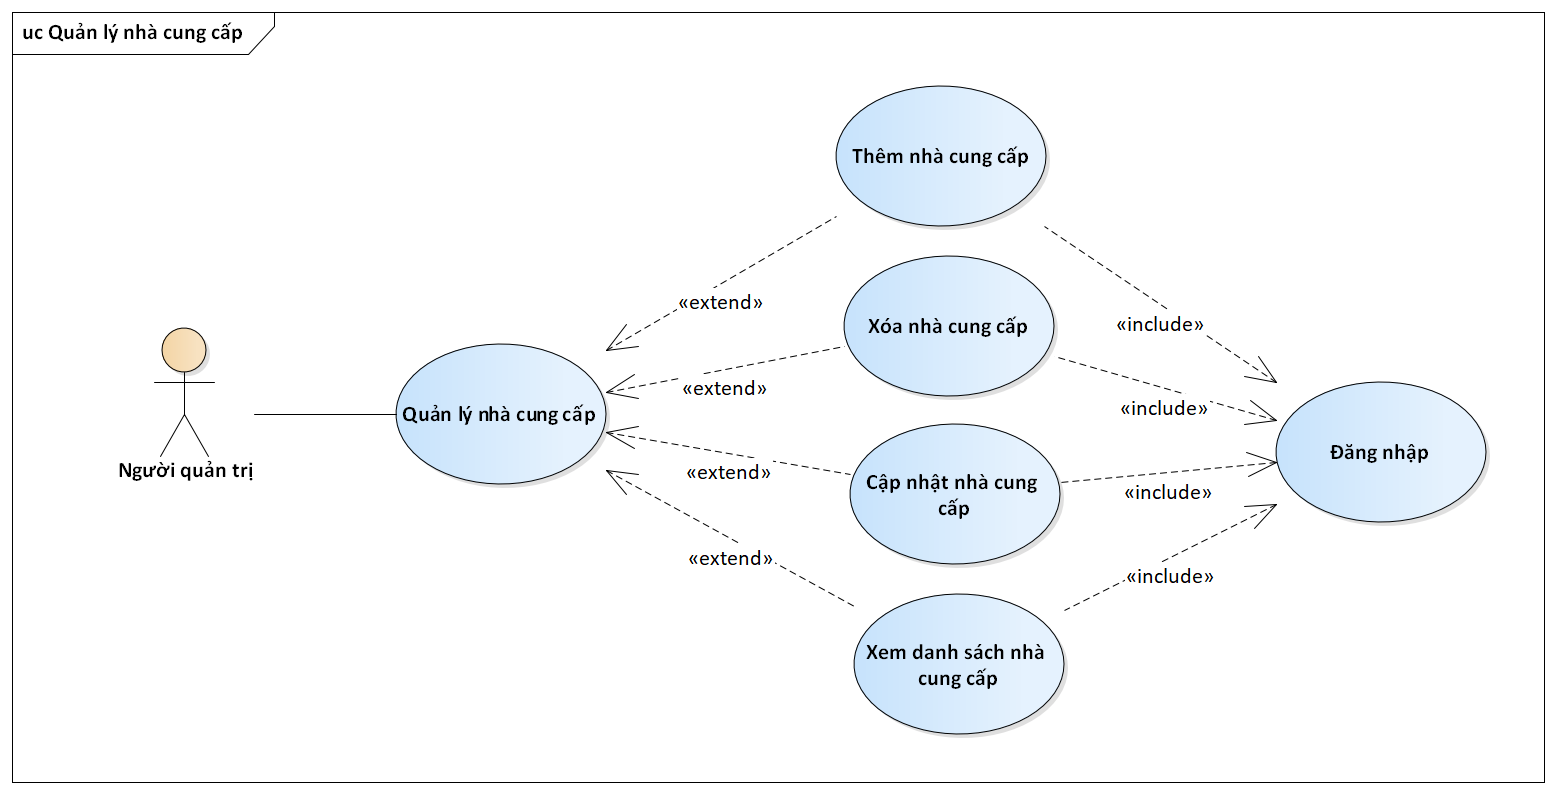 uc Quản lý nhà cung cấp
Thêm nhà cung cấp
«extend»
«include»
Xóa nhà cung cấp
«extend»
«include»
Người quản trị
Quản lý nhà cung cấp
Cập nhật nhà cung
cấp
«extend»
«include»
Đăng nhập
Xem danh sách nhà
cung cấp
«extend»
«include»